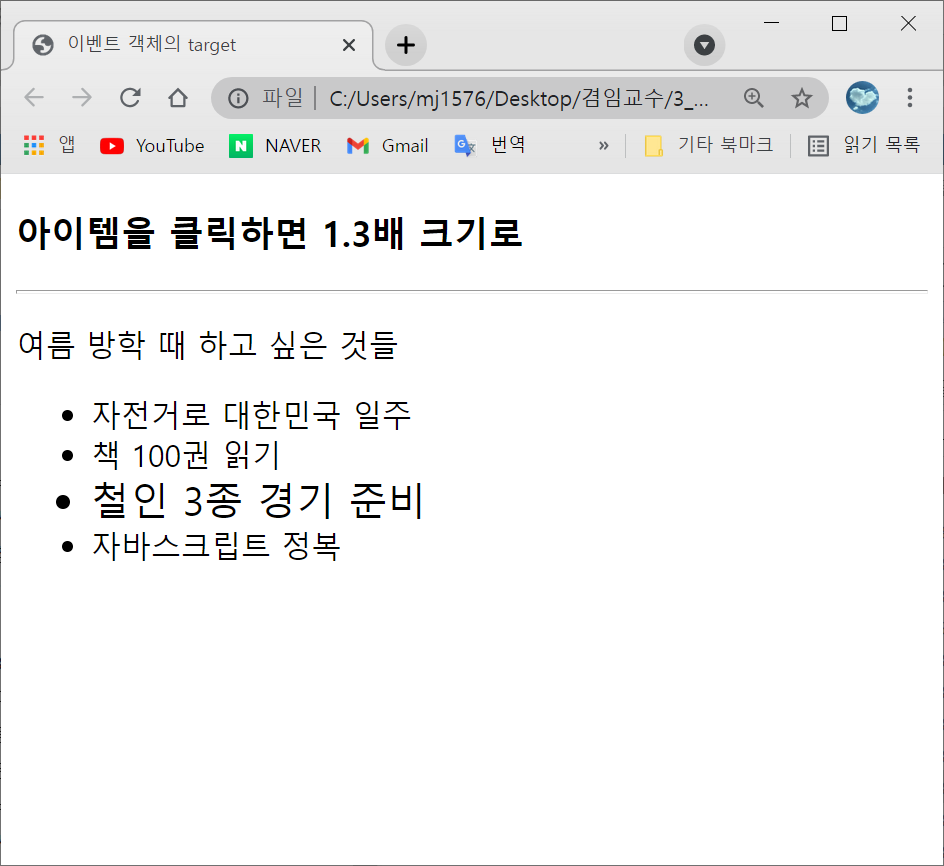 이벤트 객체의 target
파일 C:/Users/mj1576/Desktop/겸임교수/3_...
앱 YouTube NAVER Gmail 번역 » 기타 북마크 읽기 목록
아이템을 클릭하면 1.3배 크기로
여름 방학 때 하고 싶은 것들
• 자전거로 대한민국 일주
• 책 100권 읽기
• 철인 3종 경기 준비
• 자바스크립트 정복